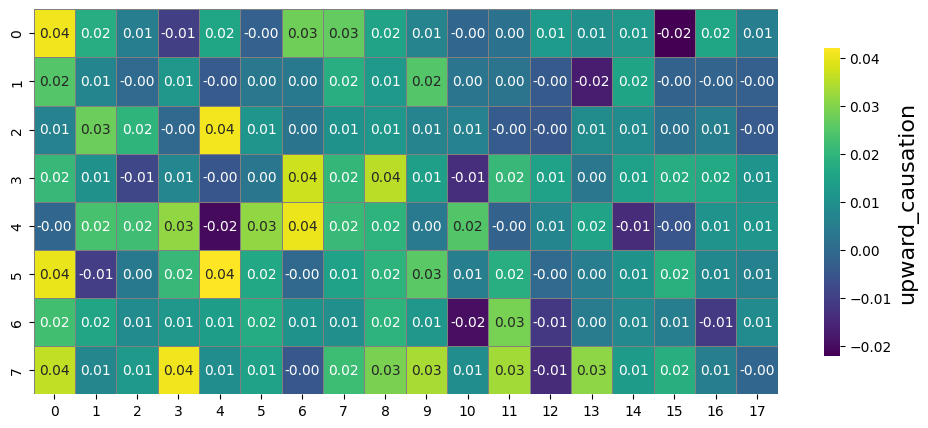 0 0.04 0.02 0.01 -0.01 0.02 -0.00 0.03 0.03 0.02 0.01 -0.00 0.00 0.01 0.01 0.01 -0.02 0.02 0.01
1 0.02 0.01 -0.00 0.01 -0.00 0.00 0.00 0.02 0.01 0.02 0.00 0.00 -0.00 -0.02 0.02 -0.00 -0.00 -0.00
2 0.01 0.03 0.02 -0.00 0.04 0.01 0.00 0.01 0.01 0.01 0.01 -0.00 -0.00 0.01 0.01 0.00 0.01 -0.00
3 0.02 0.01 -0.01 0.01 -0.00 0.00 0.04 0.02 0.04 0.01 -0.01 0.02 0.01 0.00 0.01 0.02 0.02 0.01
4 -0.00 0.02 0.02 0.03 -0.02 0.03 0.04 0.02 0.02 0.00 0.02 -0.00 0.01 0.02 -0.01 -0.00 0.01 0.01
5 0.04 -0.01 0.00 0.02 0.04 0.02 -0.00 0.01 0.02 0.03 0.01 0.02 -0.00 0.00 0.01 0.02 0.01 0.01
6 0.02 0.02 0.01 0.01 0.01 0.02 0.01 0.01 0.02 0.01 -0.02 0.03 -0.01 0.00 0.01 0.01 -0.01 0.01
7 0.04 0.01 0.01 0.04 0.01 0.01 -0.00 0.02 0.03 0.03 0.01 0.03 -0.01 0.03 0.01 0.02 0.01 -0.00
0 1 2 3 4 5 6 7 8 9 10 11 12 13 14 15 16 17
0.04
0.03
0.02
0.01
0.00
−0.01
−0.02
upward_causation